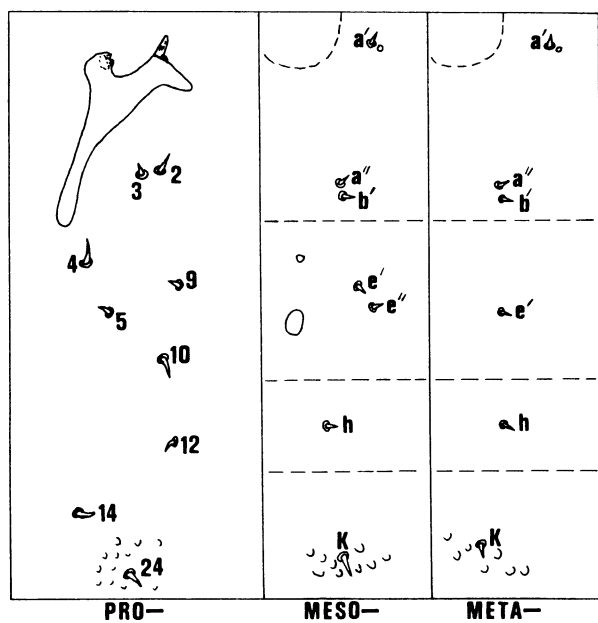 a′ a′
3 2 a″ a″
b′ b′
4
9 e′
5 e″ e′
10
12 h h
14
24 K K
PRO— MESO— META—